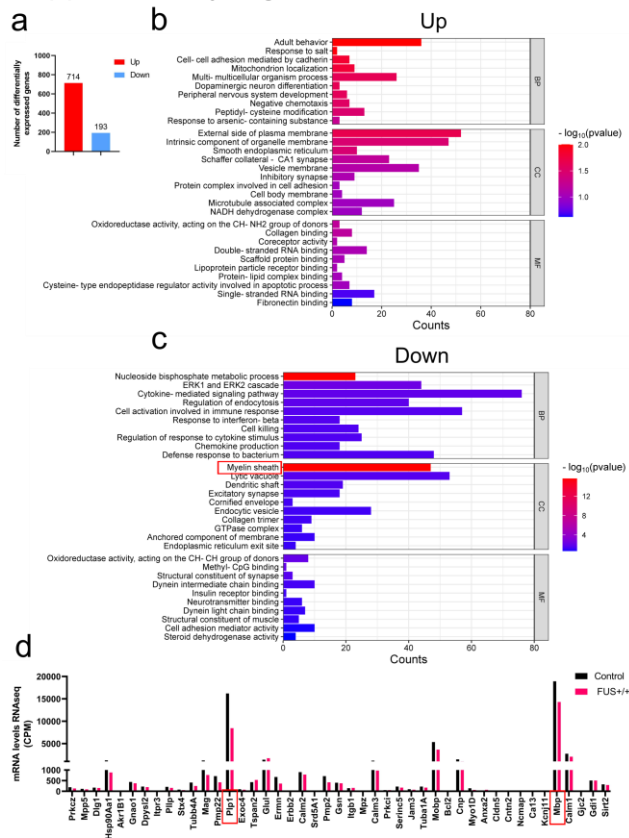 a
Number of differentially
expressed genes
1000
800
600
400
200
0
714
193
Up
Down
b
Up
Adult behavior
Response to salt
Cell- cell adhesion mediated by cadherin
Mitochondrion localization
Multi- multicellular organism process
Dopaminergic neuron differentiation
Peripheral nervous system development
Negative chemotaxis
Peptidyl- cysteine modification
Response to arsenic- containing substance
BP
External side of plasma membrane
Intrinsic component of organelle membrane
Smooth endoplasmic reticulum
Schaffer collateral - CA1 synapse
Vesicle membrane
Inhibitory synapse
Protein complex involved in cell adhesion
Cell body membrane
Microtubule associated complex
NADH dehydrogenase complex
CC
Oxidoreductase activity, acting on the CH- NH2 group of donors
Collagen binding
Coreceptor activity
Double- stranded RNA binding
Scaffold protein binding
Lipoprotein particle receptor binding
Protein- lipid complex binding
Cysteine- type endopeptidase regulator activity involved in apoptotic process
Single- stranded RNA binding
Fibronectin binding
MF
0 20 40 60 80
Counts
- log10(pvalue)
2.0
1.5
1.0
c
Down
Nucleoside bisphosphate metabolic process
ERK1 and ERK2 cascade
Cytokine- mediated signaling pathway
Regulation of endocytosis
Cell activation involved in immune response
Response to interferon- beta
Cell killing
Regulation of response to cytokine stimulus
Chemokine production
Defense response to bacterium
BP
Myelin sheath
Lytic vacuole
Dendritic shaft
Excitatory synapse
Cornified envelope
Endocytic vesicle
Collagen trimer
GTPase complex
Anchored component of membrane
Endoplasmic reticulum exit site
CC
Oxidoreductase activity, acting on the CH- CH group of donors
Methyl- CpG binding
Structural constituent of synapse
Dynein intermediate chain binding
Insulin receptor binding
Neurotransmitter binding
Dynein light chain binding
Structural constituent of muscle
Cell adhesion mediator activity
Steroid dehydrogenase activity
MF
0 20 40 60 80
Counts
- log10(pvalue)
12
8
4
d
mRNA levels RNAseq
(CPM)
20000
15000
10000
5000
1000
0
Control
FUS+/+
Prkcz
Mpp5
Dlg1
Hsp90Aa1
Akr1B1
Gnao1
Dpysl2
Itpr3
Pllp
Stx4
Tubb4A
Mag
Pmp22
Plp1
Exoc4
Tspan2
Glul
Ermn
Erbb2
Calm2
Srd5A1
Pmp2
Gsn
Itgb1
Mpz
Calm3
Prkci
Serinc5
Jam3
Tuba1A
Mobp
Bcl2
Cnp
Myo1D
Anxa2
Cldn5
Cntn2
Ncmap
Ca13
Kcnj11
Mbp
Calm1
Gjc2
Gdi1
Sirt2